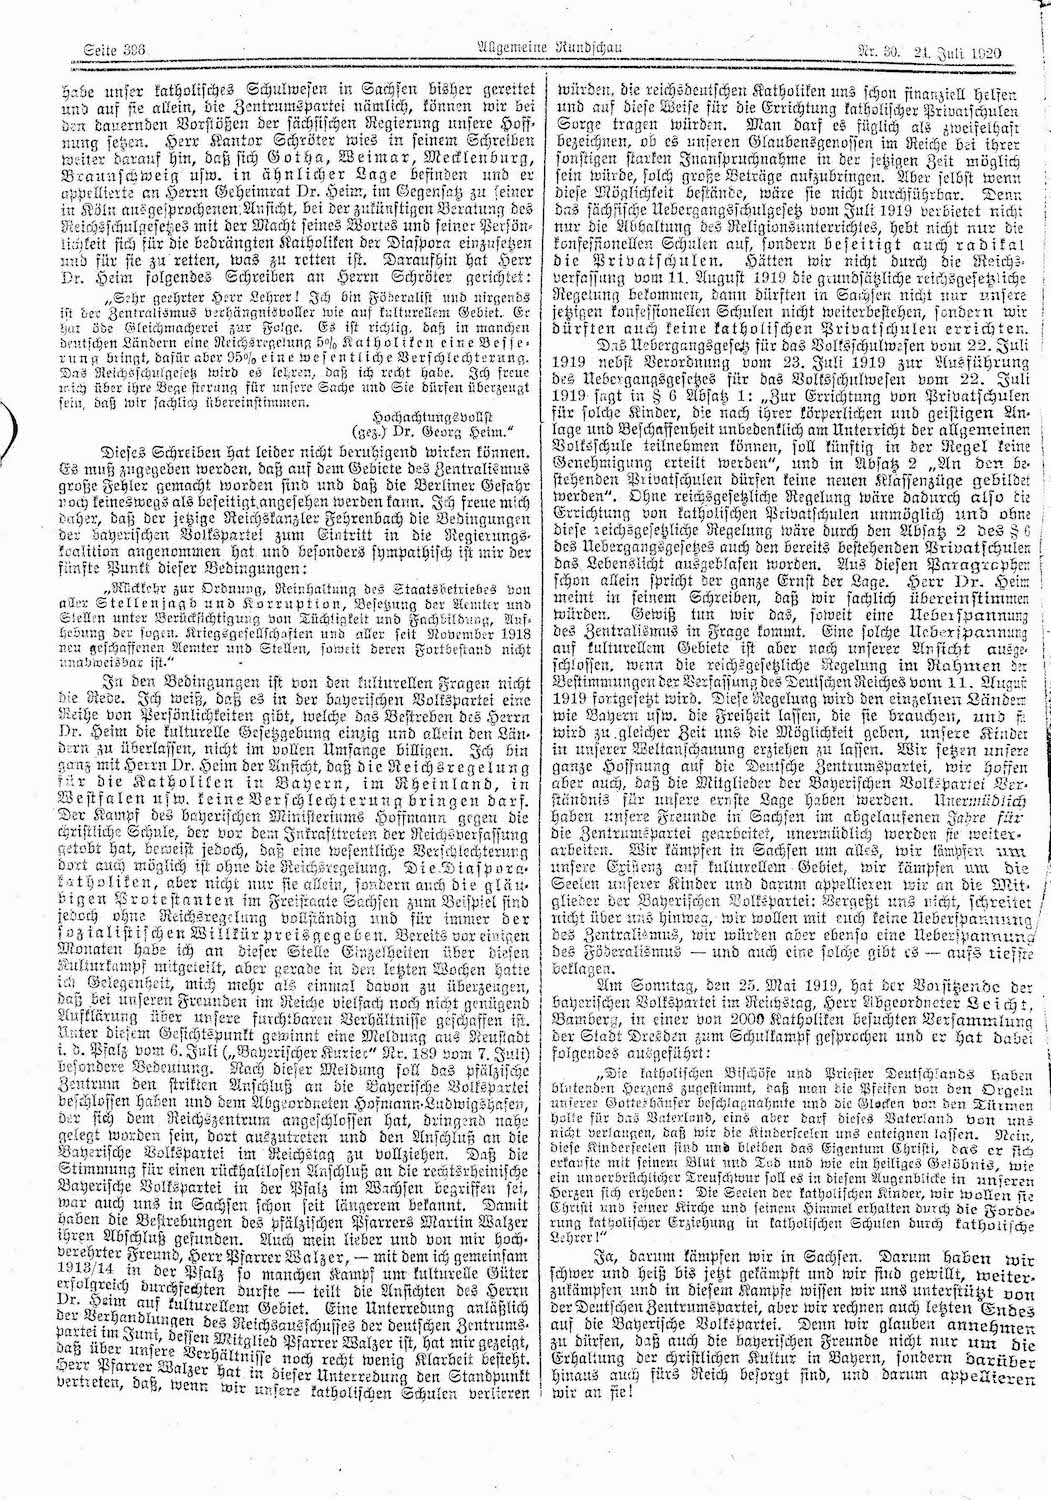 Seite 396
Allgemeine Rundschau
Nr. 30. 24. Juli 1920
habe unser katholisches Schulwesen in Sachsen bisher gerettet
und auf sie allein, die Zentrumspartei nämlich, können wir bei
den dauernden Vorstößen der sächsischen Regierung unsere Hoff-
nung setzen. Herr Kantor Schröter wies in seinem Schreiben
weiter darauf hin, daß sich Gotha, Weimar, Mecklenburg,
Braunschweig usw. in ähnlicher Lage befinden und er
appellierte an Herrn Geheimrat Dr. Heim, im Gegensatz zu seiner
in Köln ausgesprochenen Ansicht, bei der zukünftigen Beratung des
Reichsschulgesetzes mit der Macht seines Wortes und seiner Persön-
lichkeit sich für die bedrängten Katholiken der Diaspora einzusetzen
und für sie zu retten, was zu retten ist. Daraufhin hat Herr
Dr. Heim folgendes Schreiben an Herrn Schröter gerichtet:
„Sehr geehrter Herr Lehrer! Ich bin Föderalist und nirgends
ist der Zentralismus verhängnisvoller wie auf kulturellem Gebiet. Er
hat öde Gleichmacherei zur Folge. Es ist richtig, daß in manchen
deutschen Ländern eine Reichsregelung 5% Katholiken eine Besse-
rung bringt, dafür aber 95% eine wesentliche Verschlechterung.
Das Reichsschulgesetz wird es lehren, daß ich recht habe. Ich freue
mich über ihre Begeisterung für unsere Sache und Sie dürfen überzeugt
sein, daß wir sachlich übereinstimmen.
Hochachtungsvollst
(gez.) Dr. Georg Heim.“
Dieses Schreiben hat leider nicht beruhigend wirken können.
Es muß zugegeben werden, daß auf dem Gebiete des Zentralismus
große Fehler gemacht worden sind und daß die Berliner Gefahr
noch keineswegs als beseitigt angesehen werden kann. Ich freue mich
daher, daß der jetzige Reichskanzler Fehrenbach die Bedingungen
der bayerischen Volkspartei zum Eintritt in die Regierungs-
koalition angenommen hat und besonders sympathisch ist mir der
fünfte Punkt dieser Bedingungen:
„Rückkehr zur Ordnung, Reinhaltung des Staatsbetriebes von
aller Stellenjagd und Korruption, Besetzung der Aemter und
Stellen unter Berücksichtigung von Tüchtigkeit und Fachbildung, Auf-
hebung der sogen. Kriegsgesellschaften und aller seit November 1918
neu geschaffenen Aemter und Stellen, soweit deren Fortbestand nicht
unabweisbar ist.“
In den Bedingungen ist von den kulturellen Fragen nicht
die Rede. Ich weiß, daß es in der bayerischen Volkspartei eine
Reihe von Persönlichkeiten gibt, welche das Bestreben des Herrn
Dr. Heim die kulturelle Gesetzgebung einzig und allein den Län-
dern zu überlassen, nicht im vollen Umfange billigen. Ich bin
ganz mit Herrn Dr. Heim der Ansicht, daß die Reichsregelung
für die Katholiken in Bayern, im Rheinland, in
Westfalen usw. keine Verschlechterung bringen darf.
Der Kampf des bayerischen Ministeriums Hoffmann gegen die
christliche Schule, der vor dem Inkrafttreten der Reichsverfassung
getobt hat, beweist jedoch, daß eine wesentliche Verschlechterung
dort auch möglich ist ohne die Reichsregelung. Die Diaspora-
katholiken, aber nicht nur sie allein, sondern auch die gläu-
bigen Protestanten im Freistaate Sachsen zum Beispiel sind
jedoch ohne Reichsregelung vollständig und für immer der
sozialistischen Willkür preisgegeben. Bereits vor einigen
Monaten habe ich an dieser Stelle Einzelheiten über diesen
Kulturkampf mitgeteilt, aber gerade in den letzten Wochen hatte
ich Gelegenheit, mich mehr als einmal davon zu überzeugen,
daß bei unseren Freunden im Reiche vielfach noch nicht genügend
Aufklärung über unsere furchtbaren Verhältnisse geschaffen ist.
Unter diesem Gesichtspunkt gewinnt eine Meldung aus Neustadt
i. d. Pfalz vom 6. Juli („Bayerischer Kurier“ Nr. 189 vom 7. Juli)
besondere Bedeutung. Nach dieser Meldung soll das pfälzische
Zentrum den strikten Anschluß an die Bayerische Volkspartei
beschlossen haben und dem Abgeordneten Hofmann-Ludwigshafen,
der sich dem Reichszentrum angeschlossen hat, dringend nahe
gelegt worden sein, dort auszutreten und den Anschluß an die
Bayerische Volkspartei im Reichstag zu vollziehen. Daß die
Stimmung für einen rückhaltlosen Anschluß an die rechtsrheinische
Bayerische Volkspartei in der Pfalz im Wachsen begriffen sei,
war auch uns in Sachsen schon seit längerem bekannt. Damit
haben die Bestrebungen des pfälzischen Pfarrers Martin Walzer
ihren Abschluß gefunden. Auch mein lieber und von mir hoch-
verehrter Freund, Herr Pfarrer Walzer, — mit dem ich gemeinsam
1913/14 in der Pfalz so manchen Kampf um kulturelle Güter
erfolgreich durchfechten durfte — teilt die Ansichten des Herrn
Dr. Heim auf kulturellem Gebiet. Eine Unterredung anläßlich
der Verhandlungen des Reichsausschusses der deutschen Zentrums-
partei im Juni, dessen Mitglied Pfarrer Walzer ist, hat mir gezeigt,
daß über unsere Verhältnisse noch recht wenig Klarheit besteht.
Herr Pfarrer Walzer hat in dieser Unterredung den Standpunkt
vertreten, daß, wenn wir unsere katholischen Schulen verlieren
würden, die reichsdeutschen Katholiken uns schon finanziell helfen
und auf diese Weise für die Errichtung katholischer Privatschulen
Sorge tragen würden. Man darf es füglich als zweifelhaft
bezeichnen, ob es unseren Glaubensgenossen im Reiche bei ihrer
sonstigen starken Inanspruchnahme in der jetzigen Zeit möglich
sein würde, solch große Beträge aufzubringen. Aber selbst wenn
diese Möglichkeit bestände, wäre sie nicht durchführbar. Denn
das sächsische Uebergangsschulgesetz vom Juli 1919 verbietet nicht
nur die Abhaltung des Religionsunterrichtes, hebt nicht nur die
konfessionellen Schulen auf, sondern beseitigt auch radikal
die Privatschulen. Hätten wir nicht durch die Reichs-
verfassung vom 11. August 1919 die grundsätzliche reichsgesetzliche
Regelung bekommen, dann dürften in Sachsen nicht nur unsere
jetzigen konfessionellen Schulen nicht weiterbestehen, sondern wir
dürften auch keine katholischen Privatschulen errichten.
Das Uebergangsgesetz für das Volksschulwesen vom 22. Juli
1919 nebst Verordnung vom 23. Juli 1919 zur Ausführung
des Uebergangsgesetzes für das Volksschulwesen vom 22. Juli
1919 sagt in § 6 Absatz 1: „Zur Errichtung von Privatschulen
für solche Kinder, die nach ihrer körperlichen und geistigen An-
lage und Beschaffenheit unbedenklich am Unterricht der allgemeinen
Volksschule teilnehmen können, soll künftig in der Regel keine
Genehmigung erteilt werden“, und in Absatz 2 „An den be-
stehenden Privatschulen dürfen keine neuen Klassenzüge gebildet
werden“. Ohne reichsgesetzliche Regelung wäre dadurch also die
Errichtung von katholischen Privatschulen unmöglich und ohne
diese reichsgesetzliche Regelung wäre durch den Absatz 2 des § 6
des Uebergangsgesetzes auch den bereits bestehenden Privatschulen
das Lebenslicht ausgeblasen worden. Aus diesen Paragraphen
schon allein spricht der ganze Ernst der Lage. Herr Dr. Heim
meint in seinem Schreiben, daß wir sachlich übereinstimmen
würden. Gewiß tun wir das, soweit eine Ueberspannung
des Zentralismus in Frage kommt. Eine solche Ueberspannung
auf kulturellem Gebiete ist aber nach unserer Ansicht ausge-
schlossen, wenn die reichsgesetzliche Regelung im Rahmen der
Bestimmungen der Verfassung des Deutschen Reiches vom 11. August
1919 fortgesetzt wird. Diese Regelung wird den einzelnen Ländern
wie Bayern usw. die Freiheit lassen, die sie brauchen, und sie
wird zu gleicher Zeit uns die Möglichkeit geben, unsere Kinder
in unserer Weltanschauung erziehen zu lassen. Wir setzen unsere
ganze Hoffnung auf die Deutsche Zentrumspartei, wir hoffen
aber auch, daß die Mitglieder der Bayerischen Volkspartei Ver-
ständnis für unsere ernste Lage haben werden. Unermüdlich
haben unsere Freunde in Sachsen im abgelaufenen Jahre für
die Zentrumspartei gearbeitet, unermüdlich werden sie weiter-
arbeiten. Wir kämpfen in Sachsen um alles, wir kämpfen um
unsere Existenz auf kulturellem Gebiet, wir kämpfen um die
Seelen unserer Kinder und darum appellieren wir an die Mit-
glieder der Bayerischen Volkspartei: Vergeßt uns nicht, schreitet
nicht über uns hinweg, wir wollen mit euch keine Ueberspannung
des Zentralismus, wir würden aber ebenso eine Ueberspannung
des Föderalismus — und auch eine solche gibt es — aufs tiefste
beklagen.
Am Sonntag, den 25. Mai 1919, hat der Vorsitzende der
bayerischen Volkspartei im Reichstag, Herr Abgeordneter Leicht,
Bamberg, in einer von 2000 Katholiken besuchten Versammlung
der Stadt Dresden zum Schulkampf gesprochen und er hat dabei
folgendes ausgeführt:
„Die katholischen Bischöfe und Priester Deutschlands haben
blutenden Herzens zugestimmt, daß man die Pfeifen von den Orgeln
unserer Gotteshäuser beschlagnahmte und die Glocken von den Türmen
holte für das Vaterland, eins aber darf dieses Vaterland von uns
nicht verlangen, daß wir die Kinderseelen uns enteignen lassen. Nein,
diese Kinderseelen sind und bleiben das Eigentum Christi, das er sich
erkaufte mit seinem Blut und Tod und wie ein heiliges Gelöbnis, wie
ein unverbrüchlicher Treuschwur soll es in diesem Augenblicke in unseren
Herzen sich erheben: Die Seelen der katholischen Kinder, wir wollen sie
Christi und seiner Kirche und seinem Himmel erhalten durch die Forde-
rung katholischer Erziehung in katholischen Schulen durch katholische
Lehrer!“
Ja, darum kämpfen wir in Sachsen. Darum haben wir
schwer und heiß bis jetzt gekämpft und wir sind gewillt, weiter-
zukämpfen und in diesem Kampfe wissen wir uns unterstützt von
der Deutschen Zentrumspartei, aber wir rechnen auch letzten Endes
auf die Bayerische Volkspartei. Denn wir glauben annehmen
zu dürfen, daß auch die bayerischen Freunde nicht nur um die
Erhaltung der christlichen Kultur in Bayern, sondern darüber
hinaus auch fürs Reich besorgt sind, und darum appellieren
wir an sie!